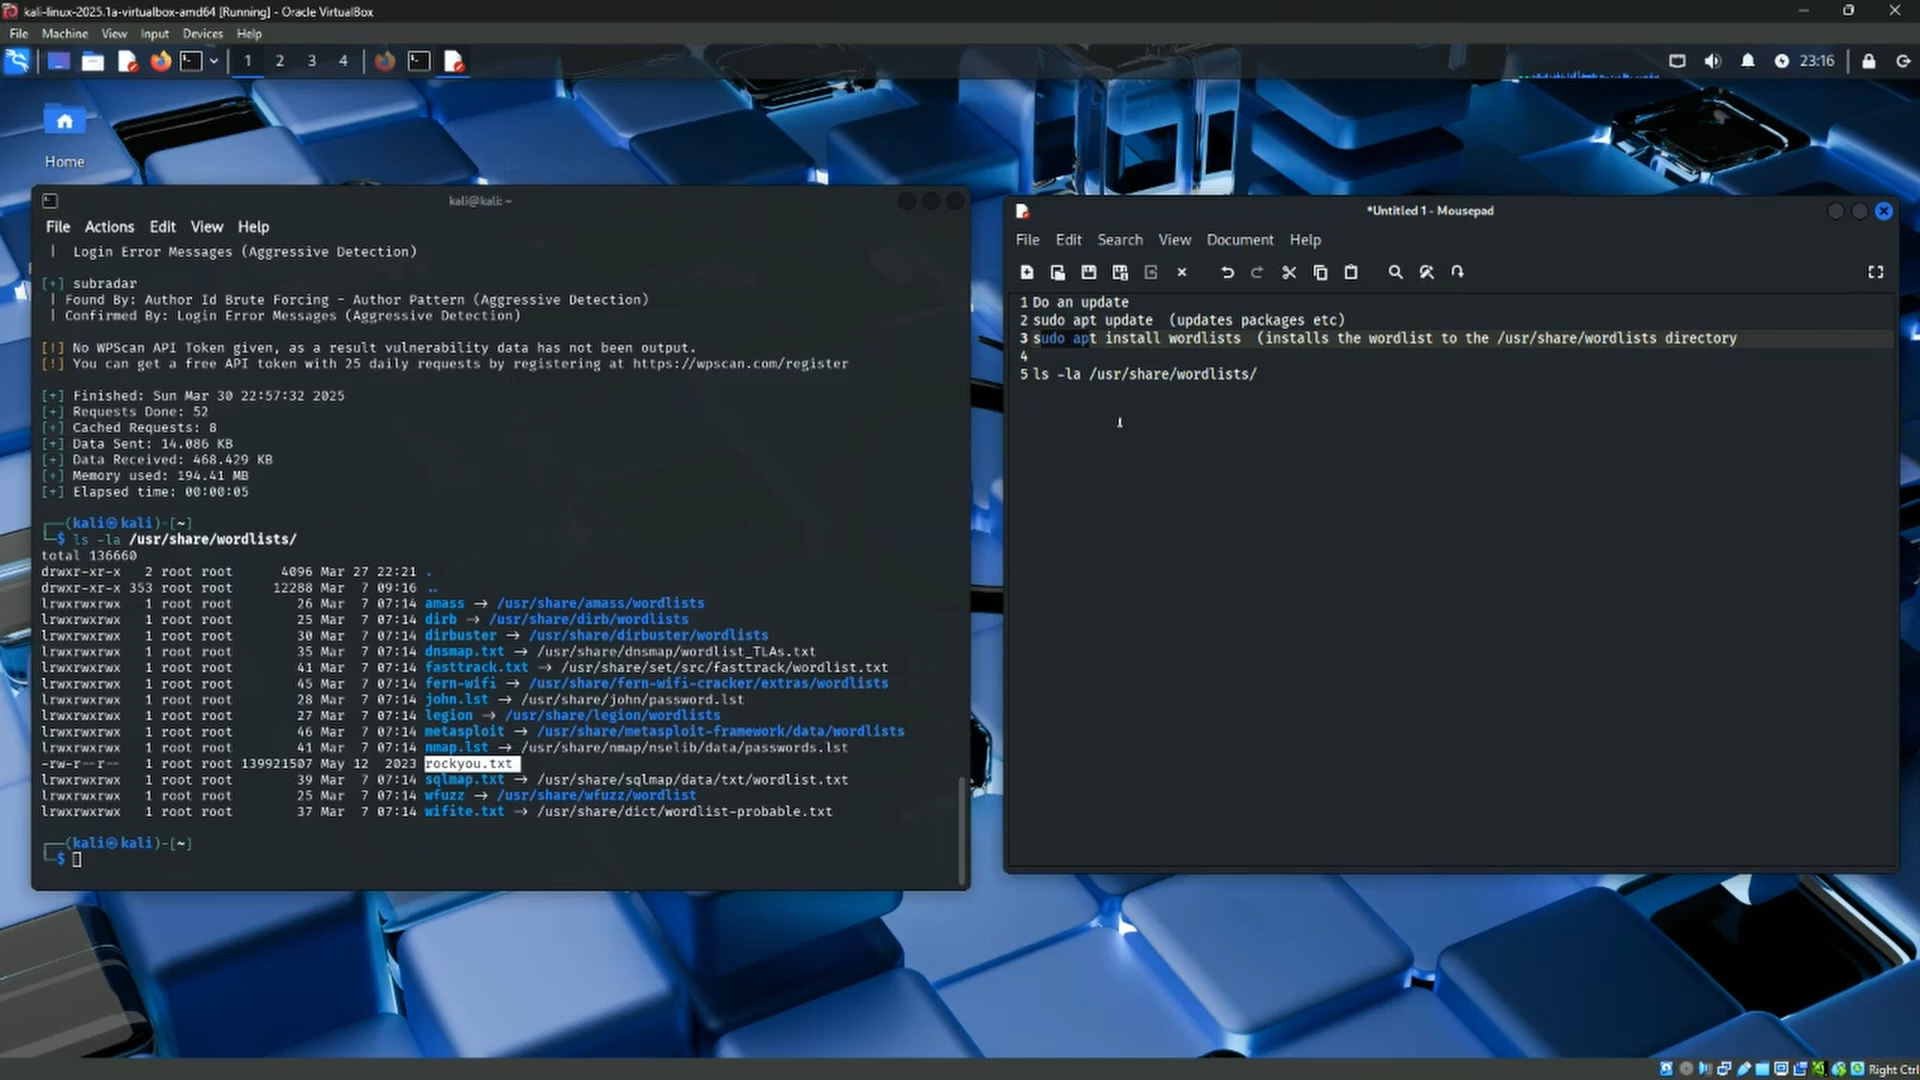 kali-linux-2025.1a-virtualbox-amd64 [Running] - Oracle VirtualBox
File Machine View Input Devices Help
1 2 3 4
23:16
Home
kali@kali: ~
File Actions Edit View Help
| Login Error Messages (Aggressive Detection)
[+] subradar
| Found By: Author Id Brute Forcing - Author Pattern (Aggressive Detection)
| Confirmed By: Login Error Messages (Aggressive Detection)
[!] No WPScan API Token given, as a result vulnerability data has not been output.
[!] You can get a free API token with 25 daily requests by registering at https://wpscan.com/register
[+] Finished: Sun Mar 30 22:57:32 2025
[+] Requests Done: 52
[+] Cached Requests: 8
[+] Data Sent: 14.086 KB
[+] Data Received: 468.429 KB
[+] Memory used: 194.41 MB
[+] Elapsed time: 00:00:05
┌──(kali㉿kali)-[~]
└─$ ls -la /usr/share/wordlists/
total 136660
drwxr-xr-x 2 root root 4096 Mar 27 22:21 .
drwxr-xr-x 353 root root 12288 Mar 7 09:16 ..
lrwxrwxrwx 1 root root 26 Mar 7 07:14 amass → /usr/share/amass/wordlists
lrwxrwxrwx 1 root root 25 Mar 7 07:14 dirb → /usr/share/dirb/wordlists
lrwxrwxrwx 1 root root 30 Mar 7 07:14 dirbuster → /usr/share/dirbuster/wordlists
lrwxrwxrwx 1 root root 35 Mar 7 07:14 dnsmap.txt → /usr/share/dnsmap/wordlist_TLAs.txt
lrwxrwxrwx 1 root root 41 Mar 7 07:14 fasttrack.txt → /usr/share/set/src/fasttrack/wordlist.txt
lrwxrwxrwx 1 root root 45 Mar 7 07:14 fern-wifi → /usr/share/fern-wifi-cracker/extras/wordlists
lrwxrwxrwx 1 root root 28 Mar 7 07:14 john.lst → /usr/share/john/password.lst
lrwxrwxrwx 1 root root 27 Mar 7 07:14 legion → /usr/share/legion/wordlists
lrwxrwxrwx 1 root root 46 Mar 7 07:14 metasploit → /usr/share/metasploit-framework/data/wordlists
lrwxrwxrwx 1 root root 41 Mar 7 07:14 nmap.lst → /usr/share/nmap/nselib/data/passwords.lst
-rw-r--r-- 1 root root 139921507 May 12 2023 rockyou.txt
lrwxrwxrwx 1 root root 39 Mar 7 07:14 sqlmap.txt → /usr/share/sqlmap/data/txt/wordlist.txt
lrwxrwxrwx 1 root root 25 Mar 7 07:14 wfuzz → /usr/share/wfuzz/wordlist
lrwxrwxrwx 1 root root 37 Mar 7 07:14 wifite.txt → /usr/share/dict/wordlist-probable.txt
┌──(kali㉿kali)-[~]
└─$
*Untitled 1 - Mousepad
File Edit Search View Document Help
1 Do an update
2 sudo apt update (updates packages etc)
3 sudo apt install wordlists (installs the wordlist to the /usr/share/wordlists directory
4
5 ls -la /usr/share/wordlists/
Right Ctrl